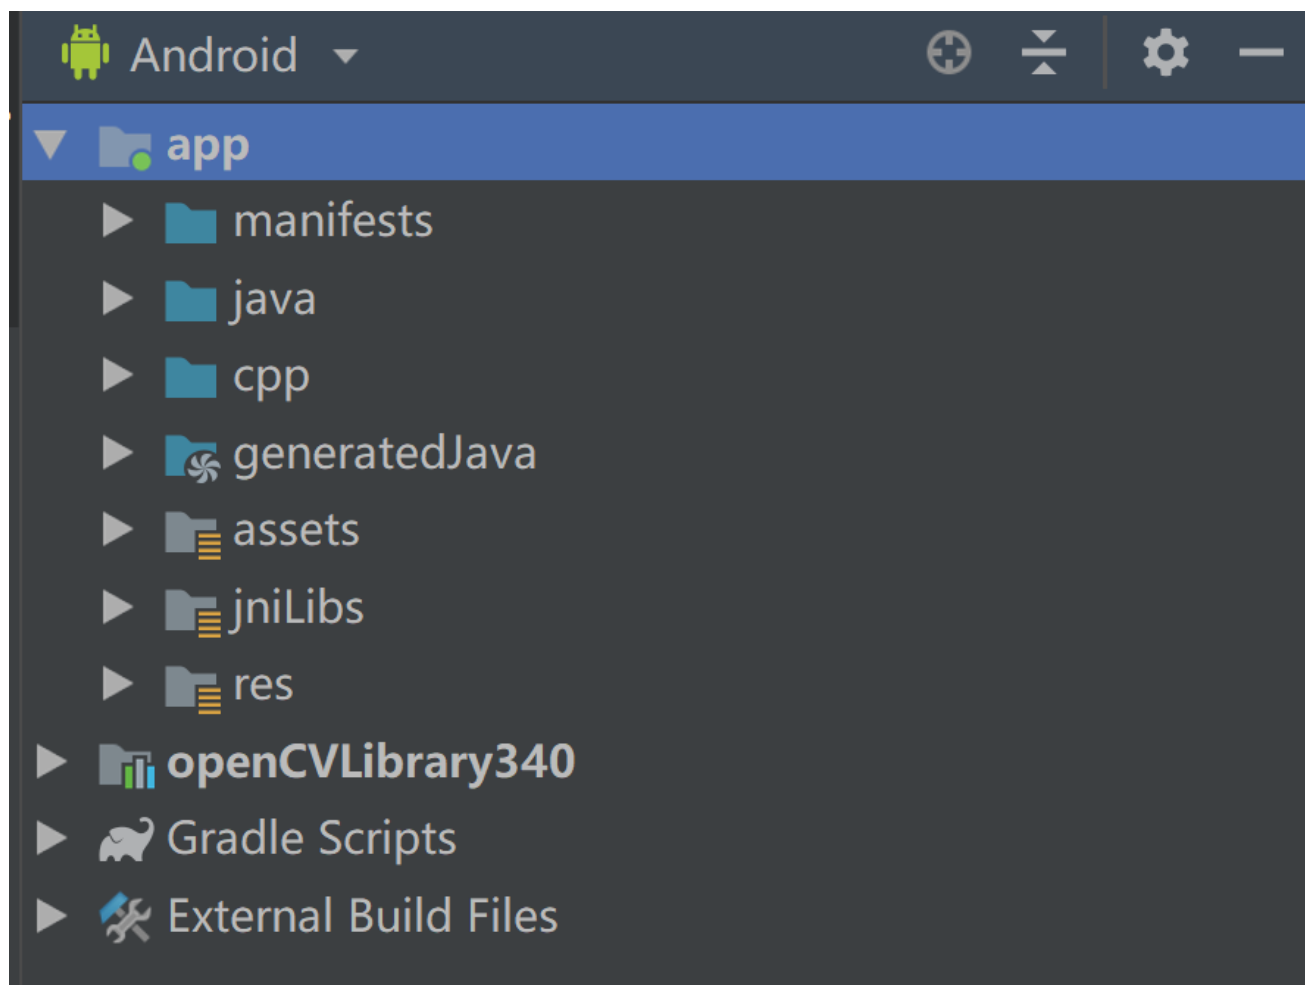 Android
app
manifests
java
cpp
generatedJava
assets
jniLibs
res
openCVLibrary340
Gradle Scripts
External Build Files